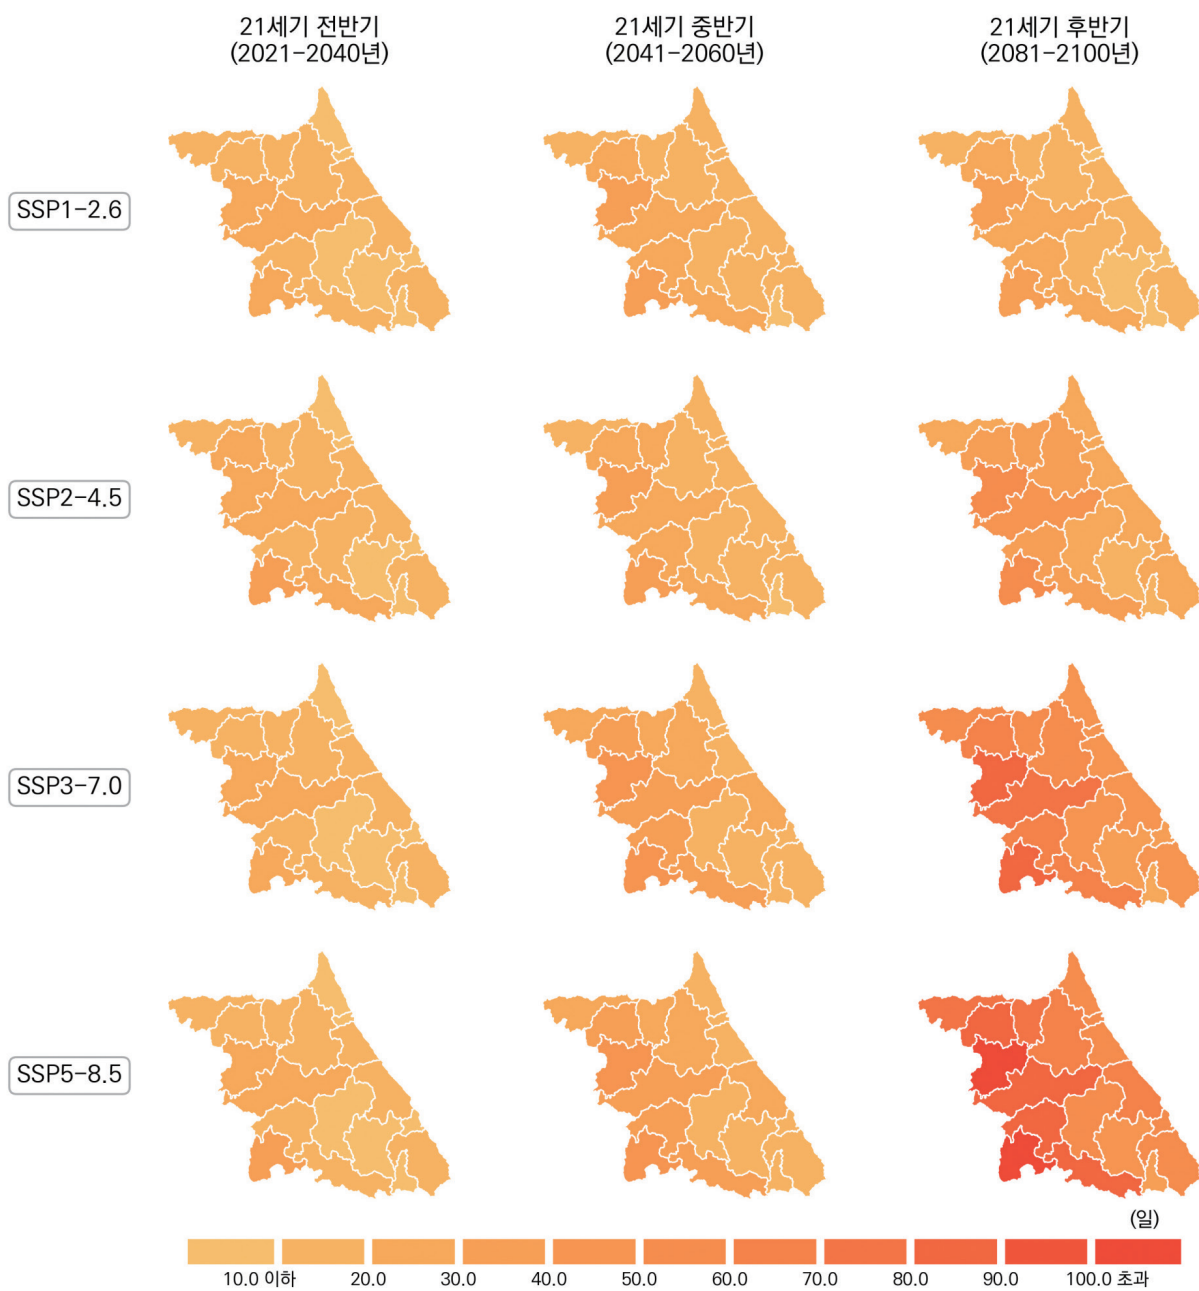 21세기 전반기
(2021-2040년)
21세기 중반기
(2041-2060년)
21세기 후반기
(2081-2100년)
SSP1-2.6
SSP2-4.5
SSP3-7.0
SSP5-8.5
(일)
10.0 이하 20.0 30.0 40.0 50.0 60.0 70.0 80.0 90.0 100.0 초과